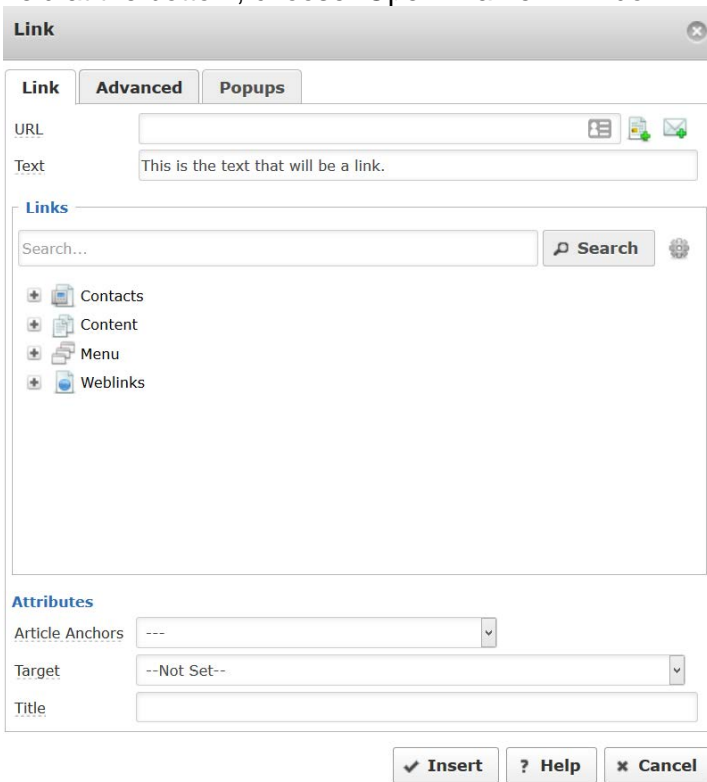 Link
Link Advanced Popups
URL
Text This is the text that will be a link.
Links
Search... Search
Contacts
Content
Menu
Weblinks
Attributes
Article Anchors ---
Target --Not Set--
Title
Insert ? Help Cancel